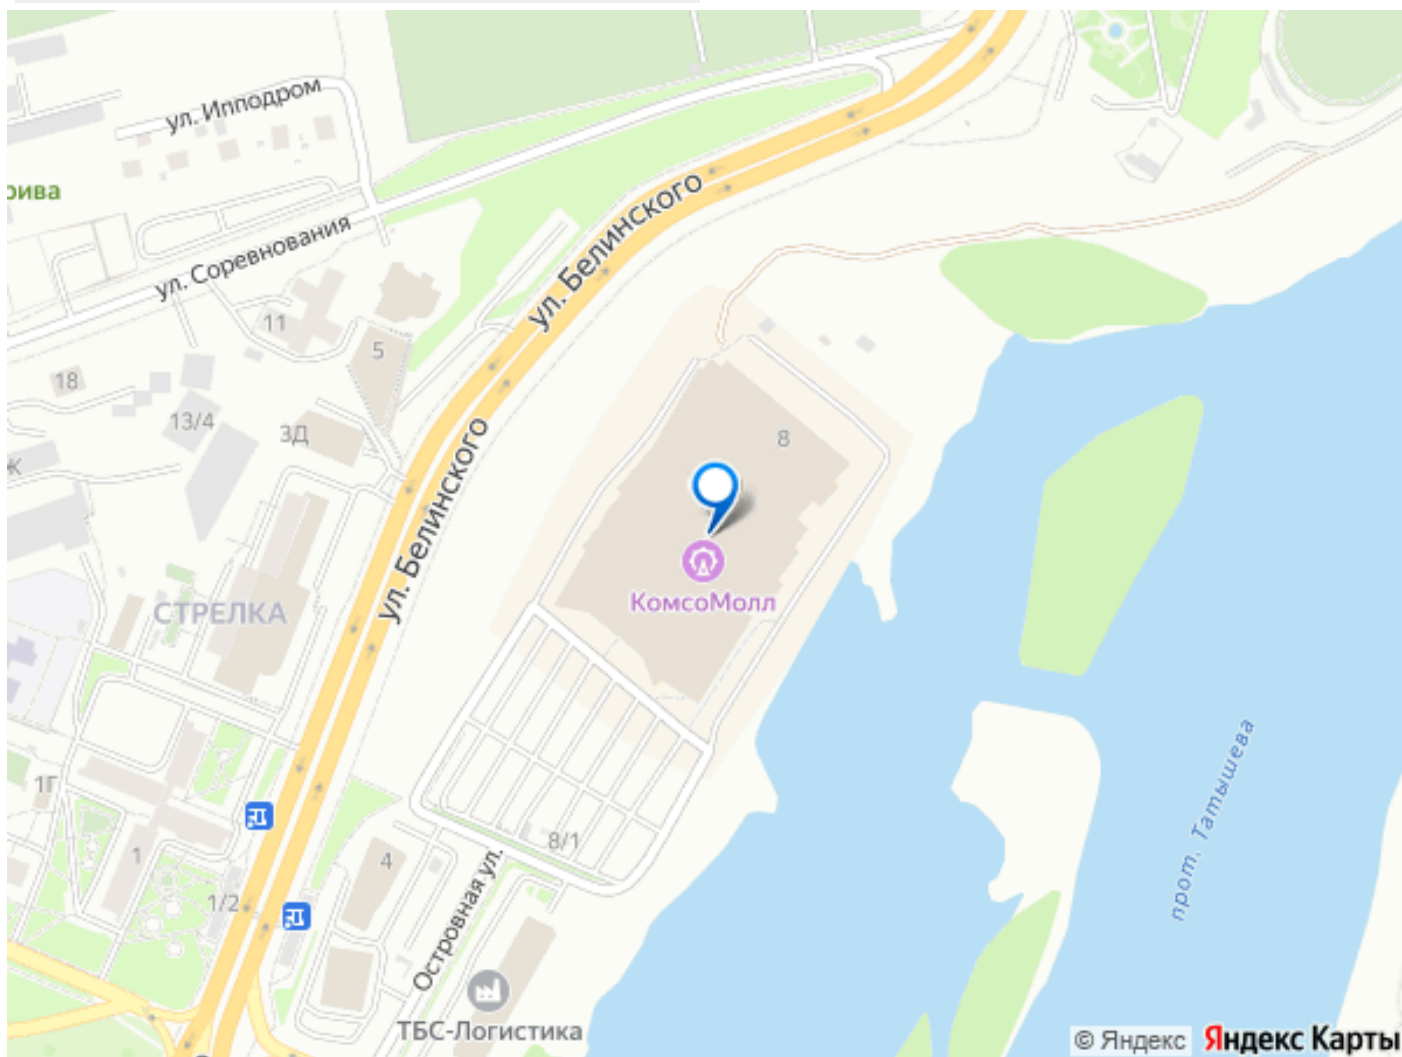 ул. Ипподром
рива
ул. Соревнования
ул. Белинского
11
5
18
13/4
3Д
Ж
8
ул. Белинского
КомсоМолл
СТРЕЛКА
1Г
1
8/1
4
1/2
Островная ул.
прот. Татышева
ТБС-Логистика
© Яндекс Яндекс Карты